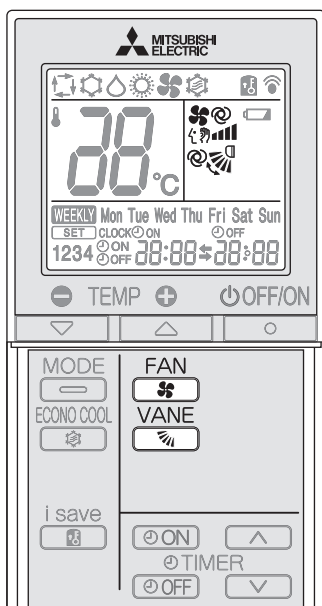 MITSUBISHI
ELECTRIC
88 °C
WEEKLY Mon Tue Wed Thu Fri Sat Sun
SET CLOCK ON OFF
1234 ON OFF 88:88 88:88
TEMP OFF/ON
MODE FAN
ECONO COOL VANE
i save
ON
TIMER
OFF